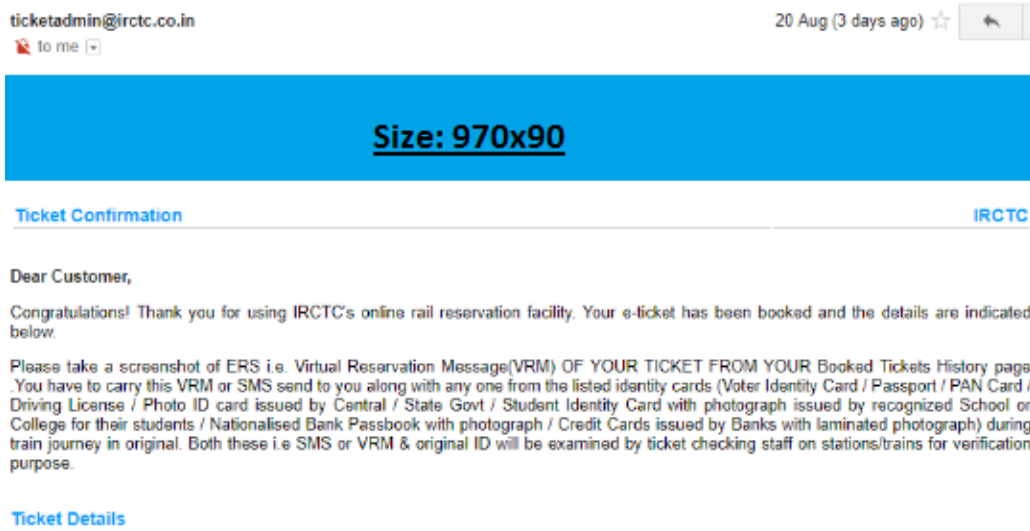 ticketadmin@irctc.co.in 20 Aug (3 days ago)
to me
Size: 970x90
Ticket Confirmation IRCTC
Dear Customer,
Congratulations! Thank you for using IRCTC's online rail reservation facility. Your e-ticket has been booked and the details are indicated
below.
Please take a screenshot of ERS i.e. Virtual Reservation Message(VRM) OF YOUR TICKET FROM YOUR Booked Tickets History page
.You have to carry this VRM or SMS send to you along with any one from the listed identity cards (Voter Identity Card / Passport / PAN Card /
Driving License / Photo ID card issued by Central / State Govt / Student Identity Card with photograph issued by recognized School or
College for their students / Nationalised Bank Passbook with photograph / Credit Cards issued by Banks with laminated photograph) during
train journey in original. Both these i.e SMS or VRM & original ID will be examined by ticket checking staff on stations/trains for verification
purpose.
Ticket Details